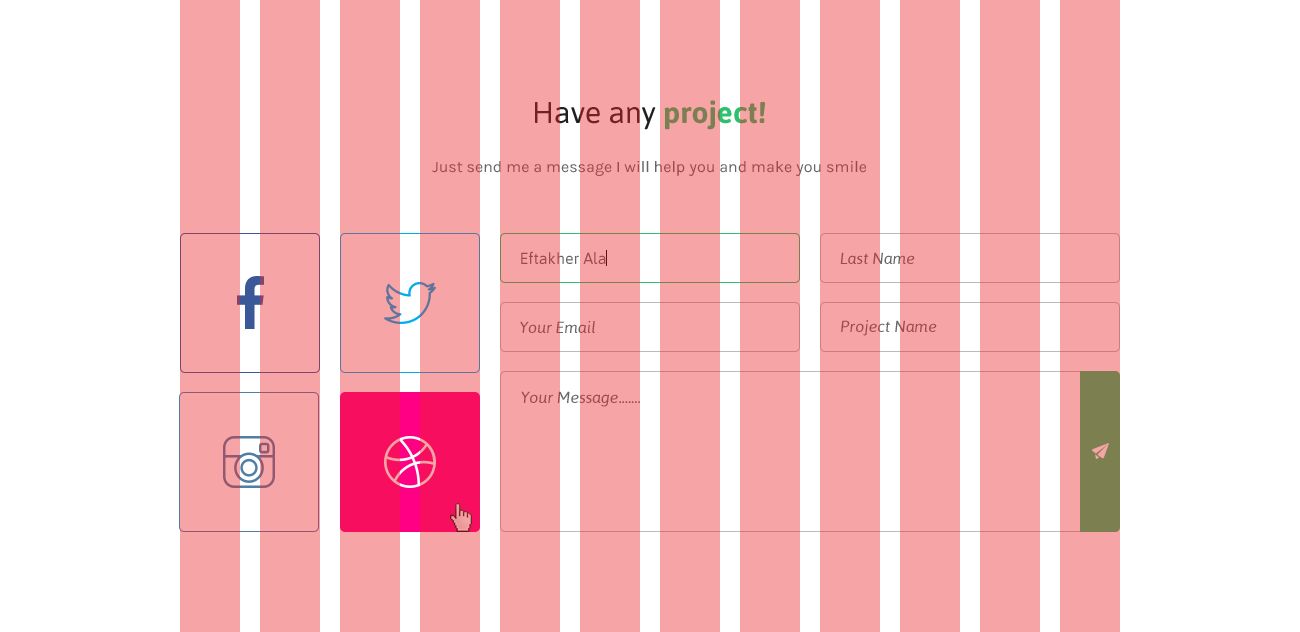 Have any project!
Just send me a message I will help you and make you smile
Eftakher Ala
Last Name
Your Email
Project Name
Your Message.......